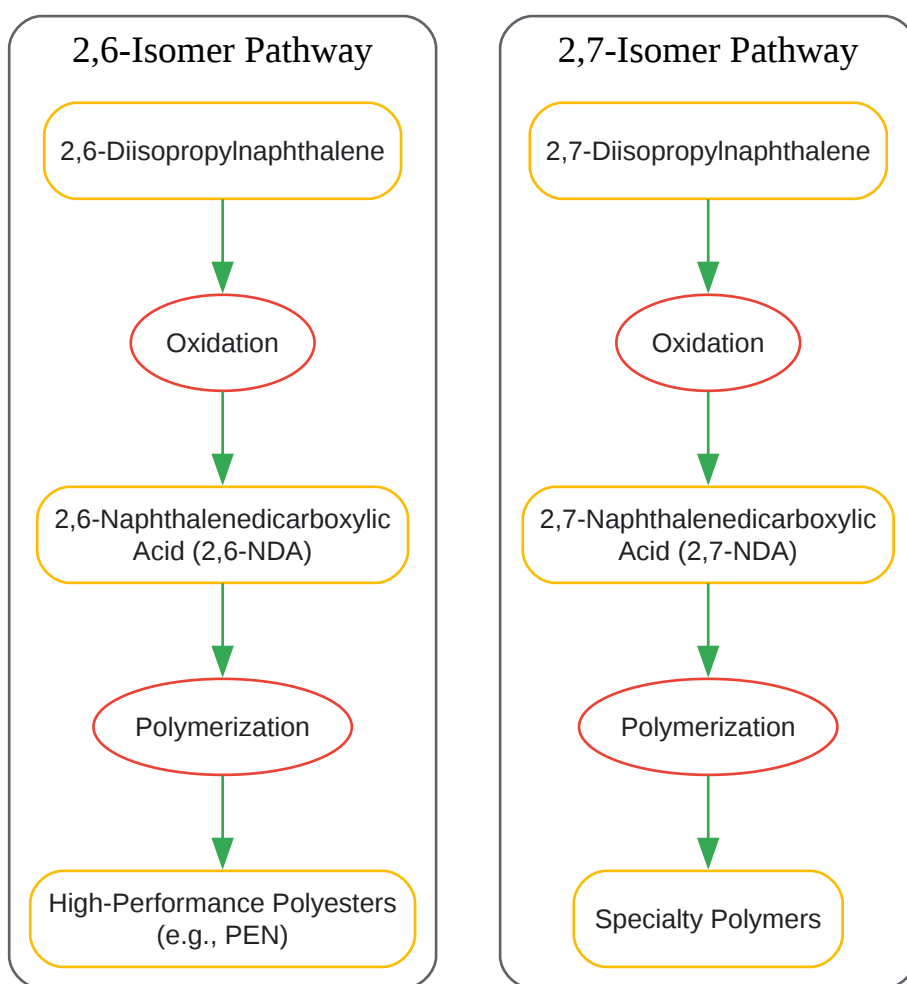 2,6-Isomer Pathway
2,6-Diisopropylnaphthalene
Oxidation
2,6-Naphthalenedicarboxylic
Acid (2,6-NDA)
Polymerization
High-Performance Polyesters
(e.g., PEN)
2,7-Isomer Pathway
2,7-Diisopropylnaphthalene
Oxidation
2,7-Naphthalenedicarboxylic
Acid (2,7-NDA)
Polymerization
Specialty Polymers